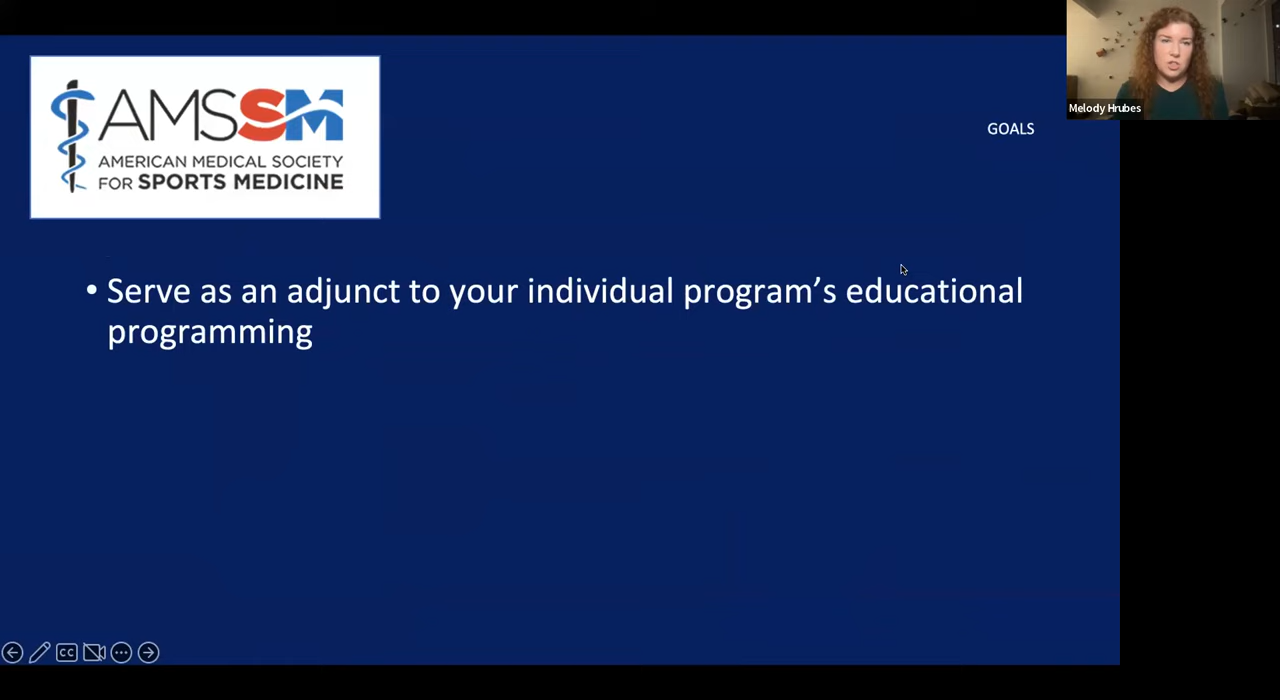 AMSSM
AMERICAN MEDICAL SOCIETY
FOR SPORTS MEDICINE
Melody Hrubes
GOALS
• Serve as an adjunct to your individual program’s educational
programming
CC